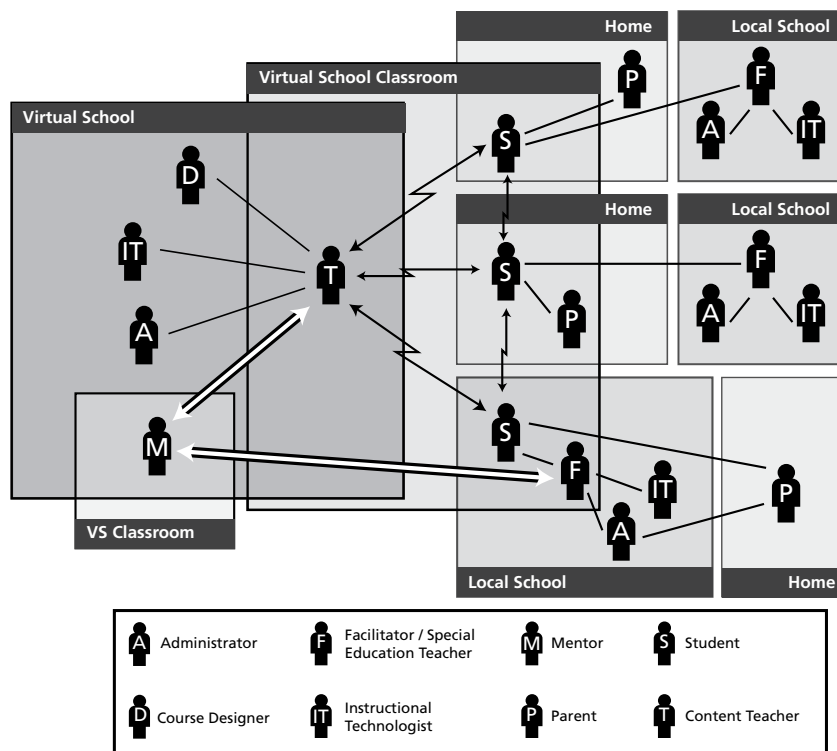 Home
Local School
Virtual School Classroom
P
F
Virtual School
S
A
IT
D
Home
Local School
IT
T
S
F
A
P
A
IT
M
S
F
IT
P
A
VS Classroom
Local School
Home
A
Administrator
F
Facilitator / Special
Education Teacher
M
Mentor
S
Student
D
Course Designer
IT
Instructional
Technologist
P
Parent
T
Content Teacher